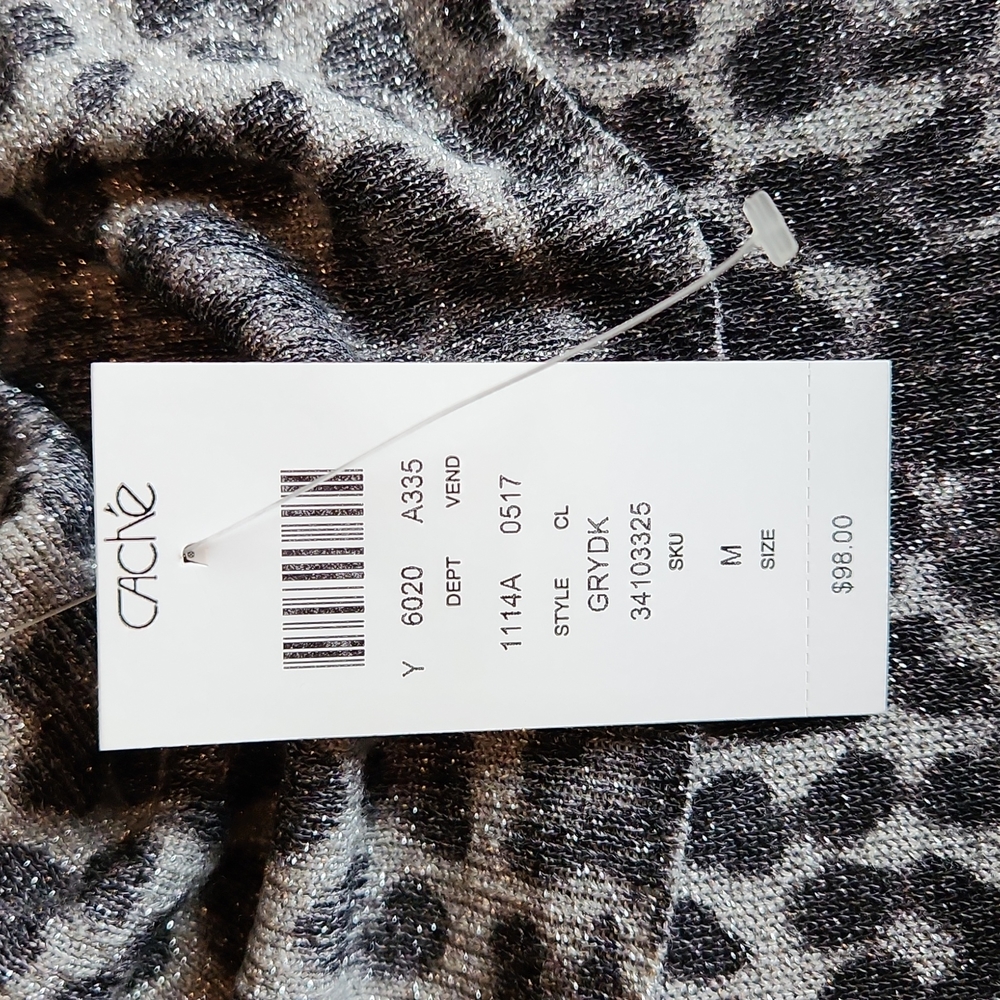 Caché
Y 6020 A335
DEPT VEND
1114A 0517
STYLE CL
GRYDK
34103325
SKU
M
SIZE
$98.00